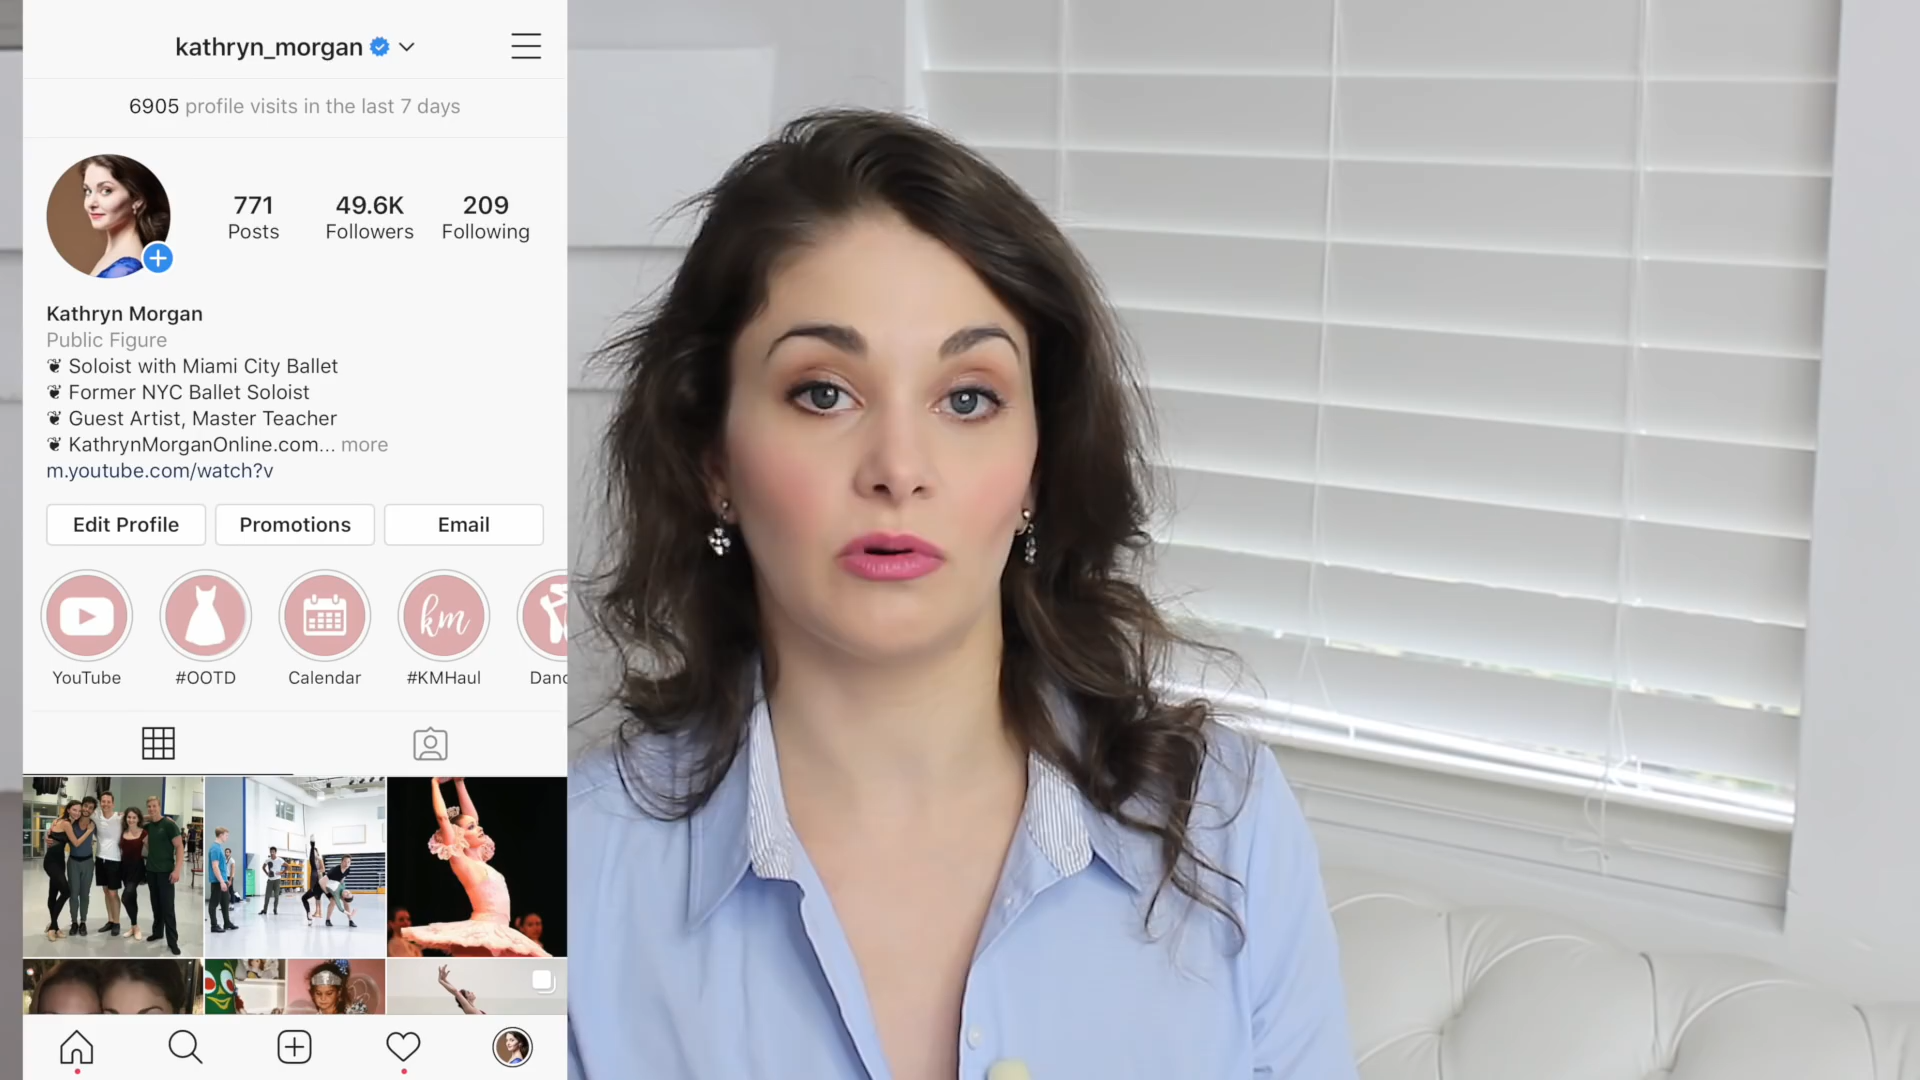 kathryn_morgan
6905 profile visits in the last 7 days
771 49.6K 209
Posts Followers Following
Kathryn Morgan
Public Figure
❦ Soloist with Miami City Ballet
❦ Former NYC Ballet Soloist
❦ Guest Artist, Master Teacher
❦ KathrynMorganOnline.com... more
m.youtube.com/watch?v
Edit Profile Promotions Email
km
YouTube #OOTD Calendar #KMHaul Danc